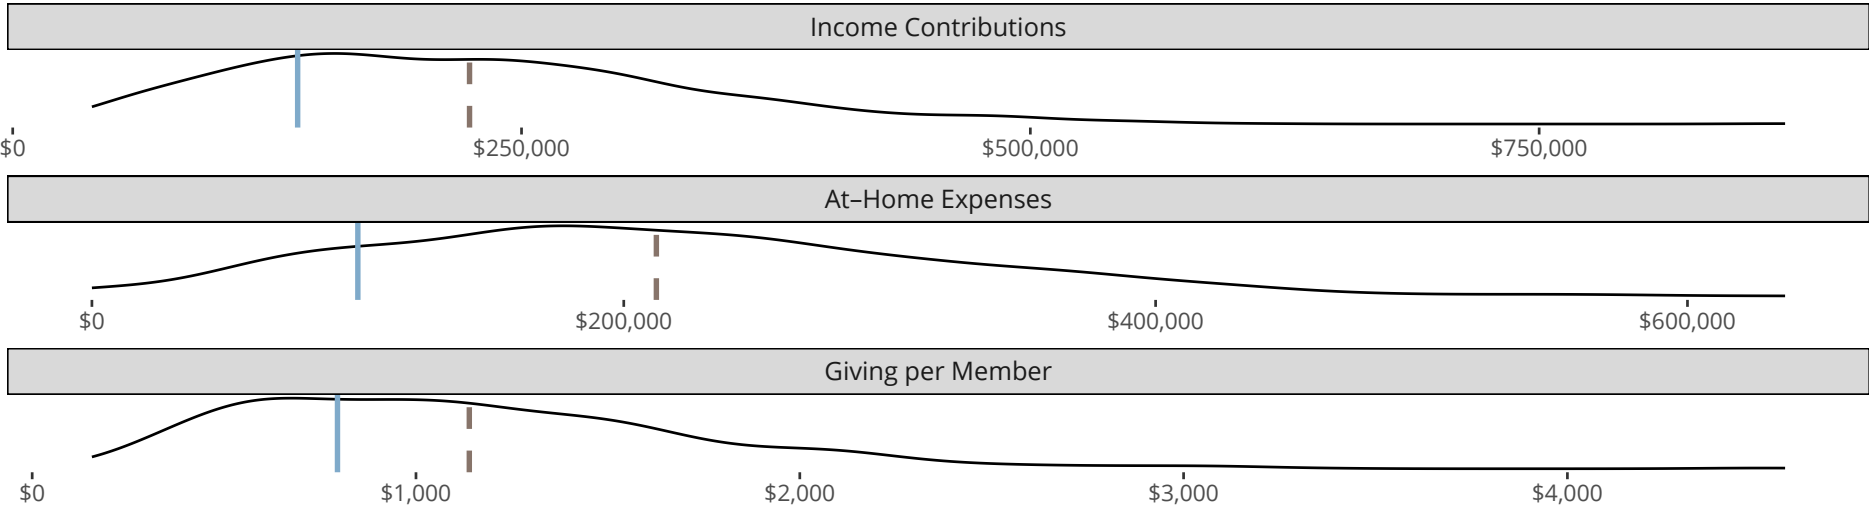 Income Contributions
$0 $250,000 $500,000 $750,000
At–Home Expenses
$0 $200,000 $400,000 $600,000
Giving per Member
$0 $1,000 $2,000 $3,000 $4,000